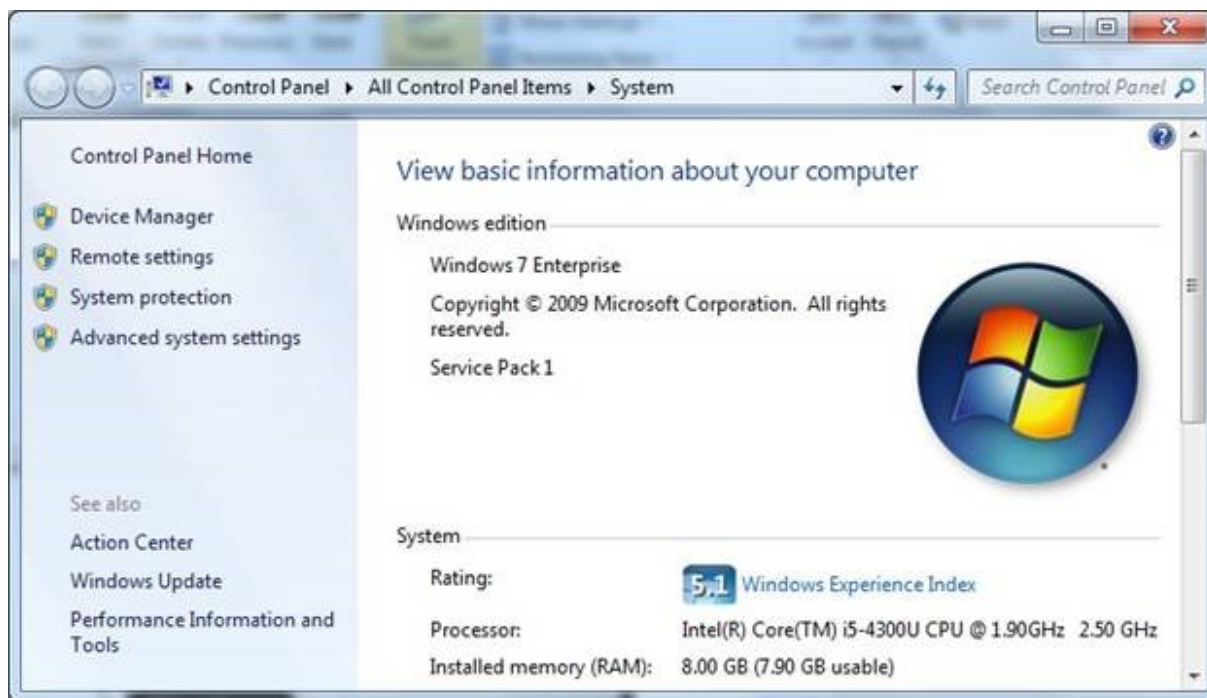 Control Panel ▸ All Control Panel Items ▸ System
Search Control Panel
Control Panel Home
Device Manager
Remote settings
System protection
Advanced system settings
See also
Action Center
Windows Update
Performance Information and
Tools
View basic information about your computer
Windows edition
Windows 7 Enterprise
Copyright © 2009 Microsoft Corporation. All rights
reserved.
Service Pack 1
System
Rating: 5.1 Windows Experience Index
Processor: Intel(R) Core(TM) i5-4300U CPU @ 1.90GHz 2.50 GHz
Installed memory (RAM): 8.00 GB (7.90 GB usable)